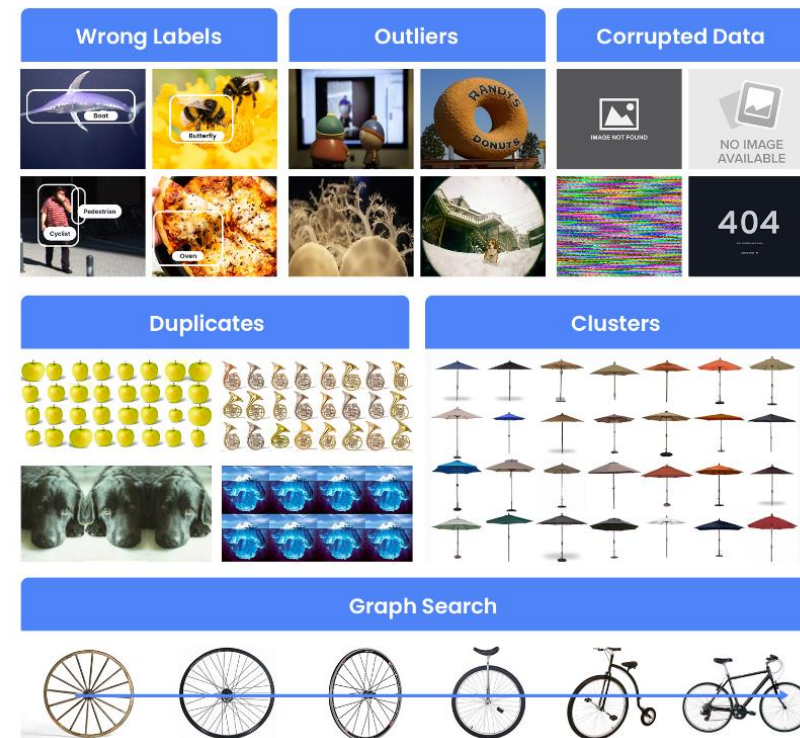 Wrong Labels
Outliers
Corrupted Data
Boat
Butterfly
RANDY'S
DONUTS
IMAGE NOT FOUND
NO IMAGE
AVAILABLE
Pedestrian
Cyclist
Oven
404
Duplicates
Clusters
Graph Search